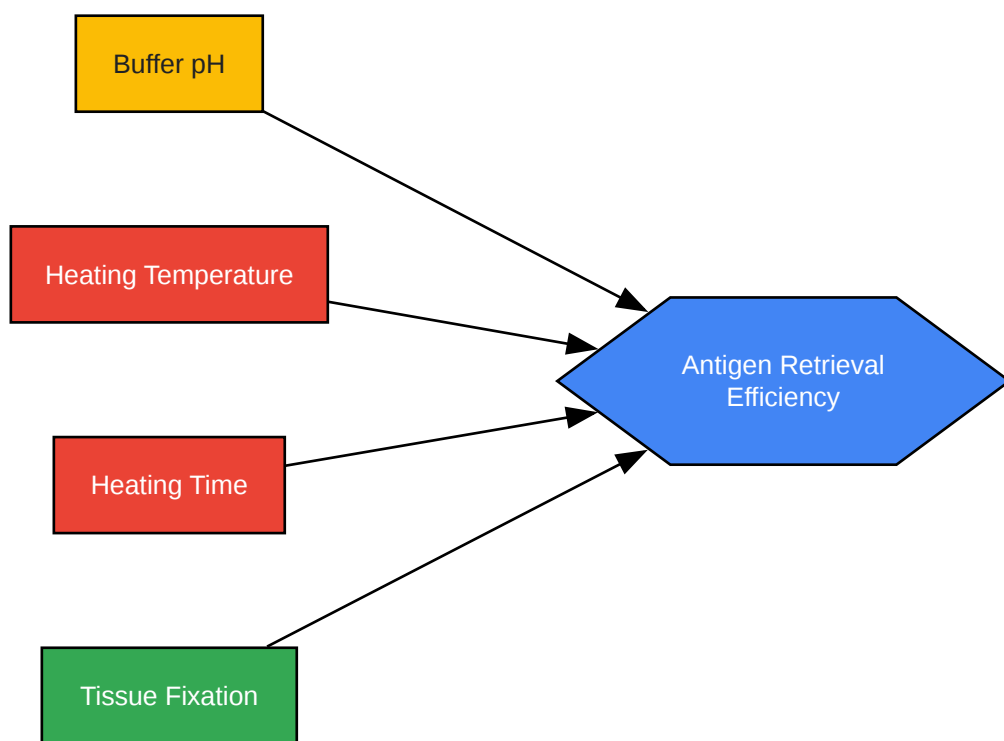 Buffer pH
Heating Temperature
Antigen Retrieval
Efficiency
Heating Time
Tissue Fixation